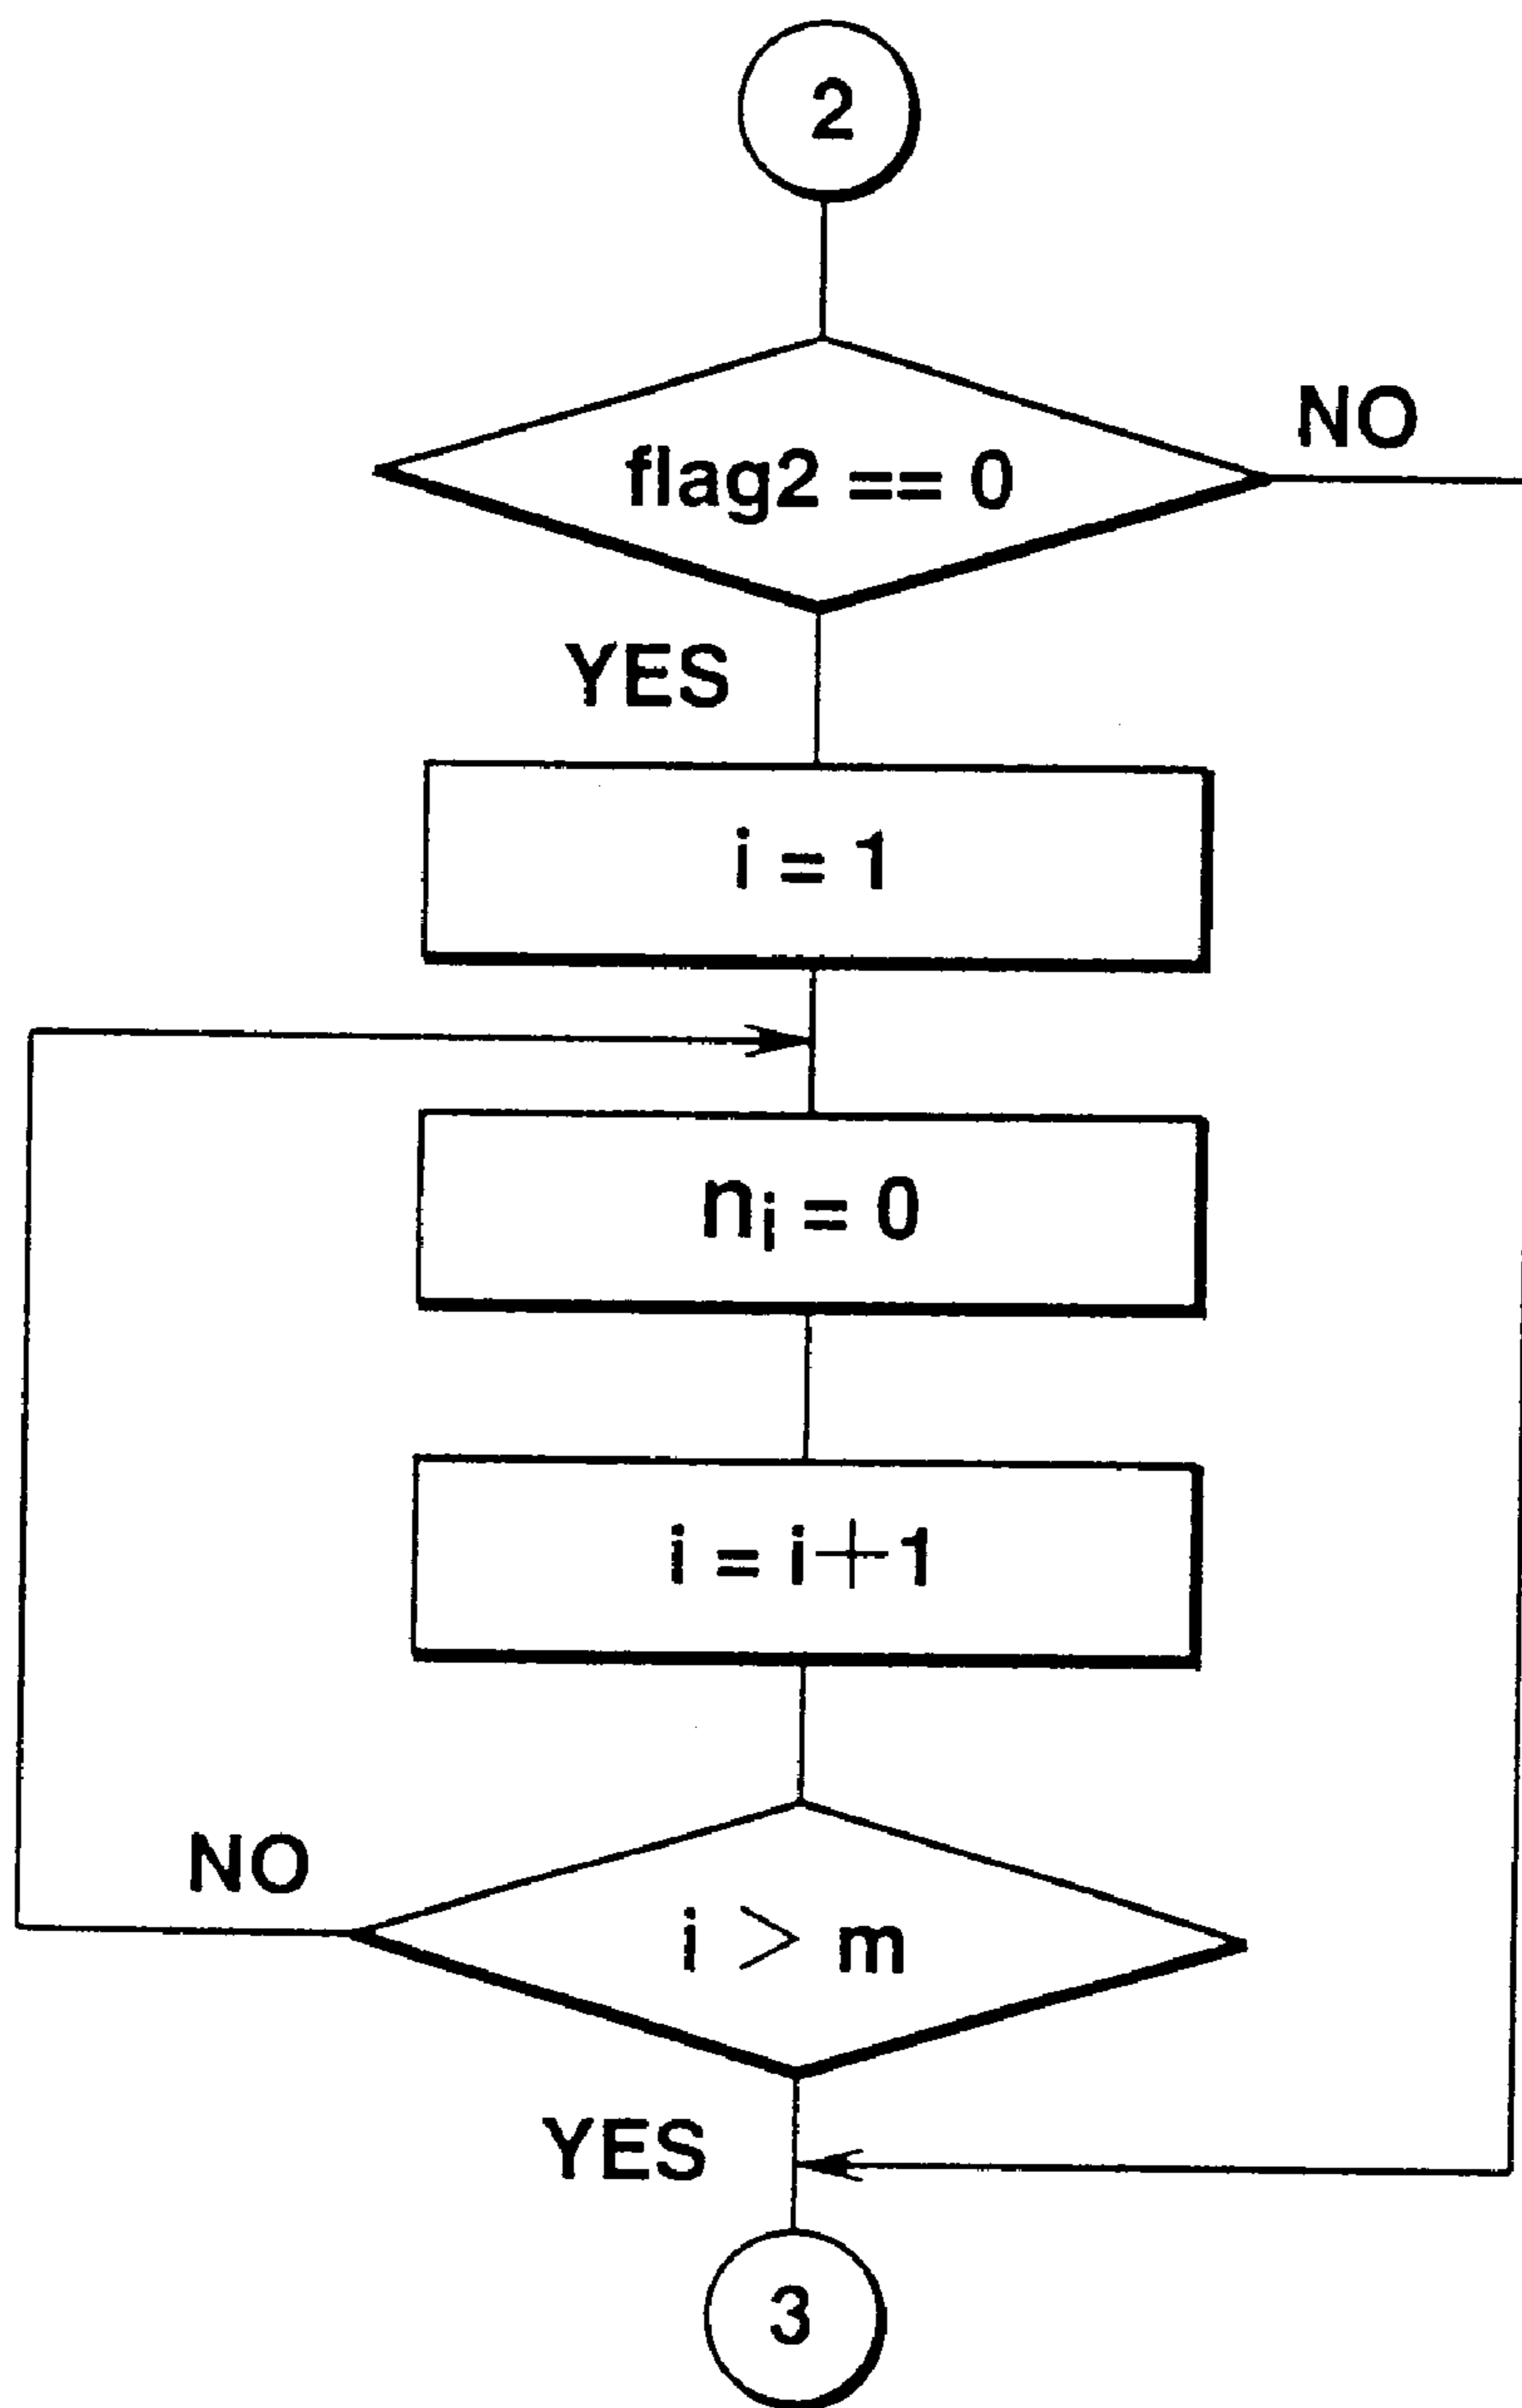 2
NO
flag2 == 0
YES
i = 1
ni = 0
i = i+1
NO
i > m
YES
3